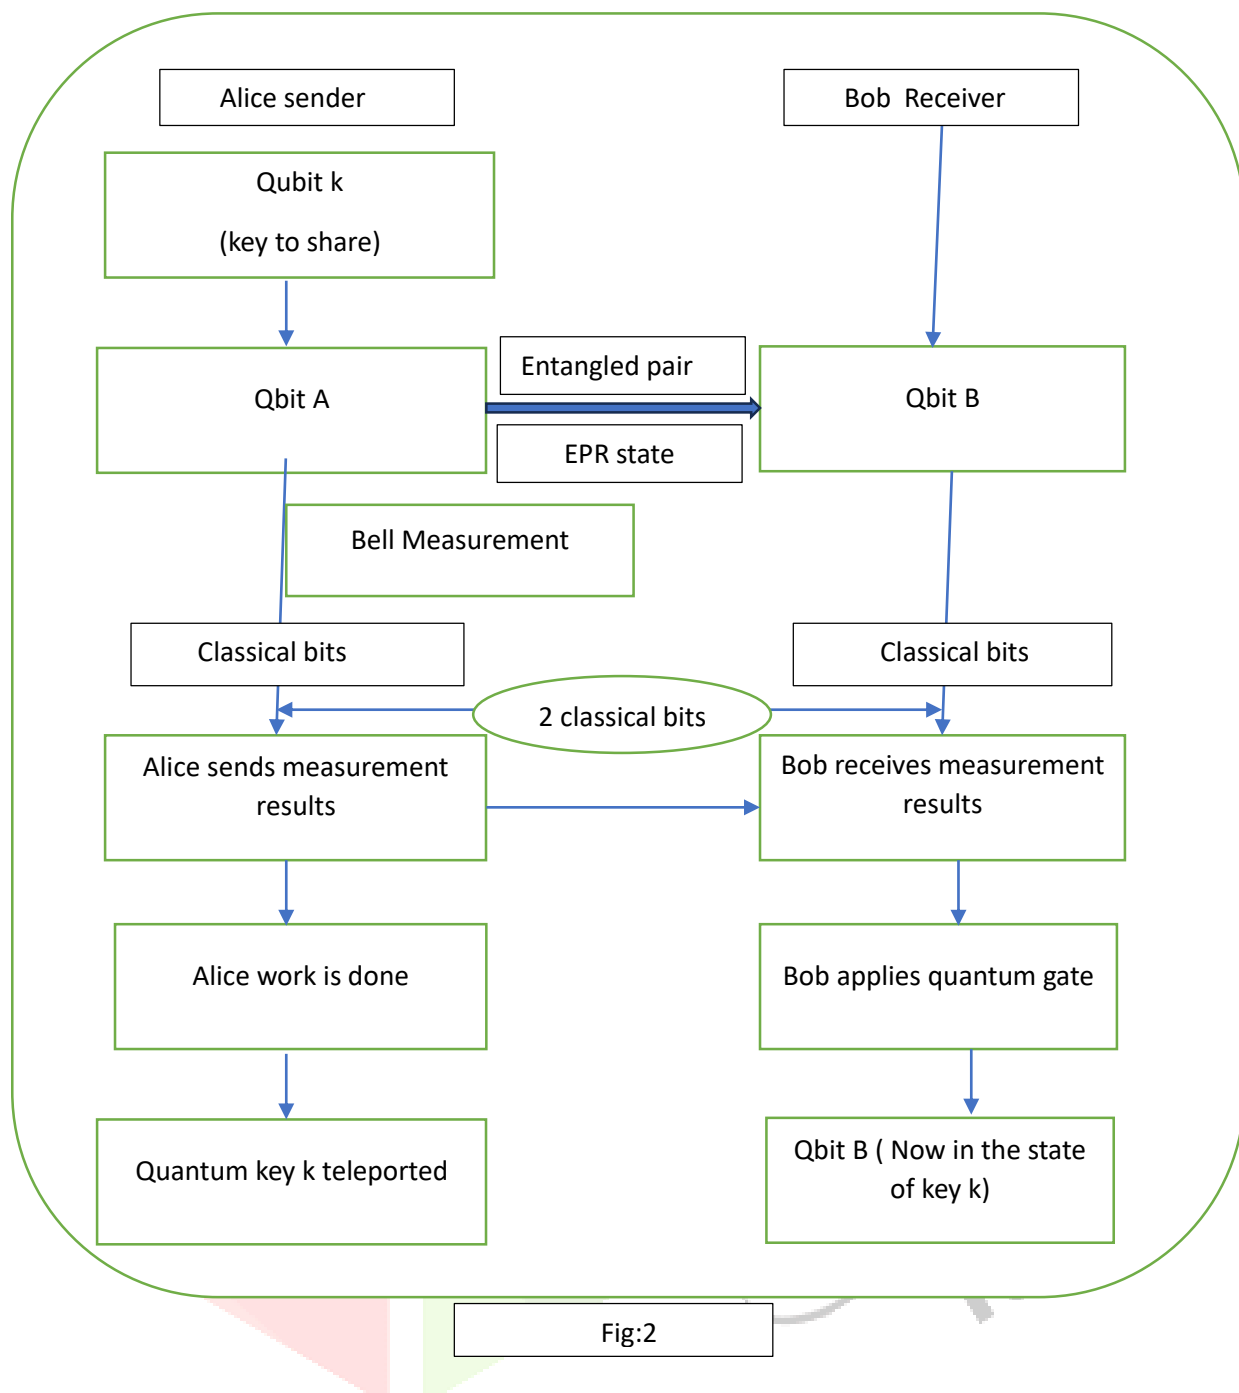 Alice sender
Bob Receiver
Qubit k
(key to share)
Entangled pair
Qbit A
Qbit B
EPR state
Bell Measurement
Classical bits
Classical bits
2 classical bits
Alice sends measurement
results
Bob receives measurement
results
Alice work is done
Bob applies quantum gate
Quantum key k teleported
Qbit B ( Now in the state
of key k)
Fig:2